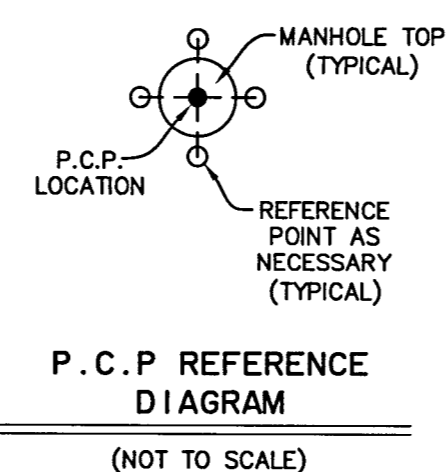 MANHOLE TOP
(TYPICAL)
P.C.P.
LOCATION
REFERENCE
POINT AS
NECESSARY
(TYPICAL)
P.C.P REFERENCE
DIAGRAM
(NOT TO SCALE)